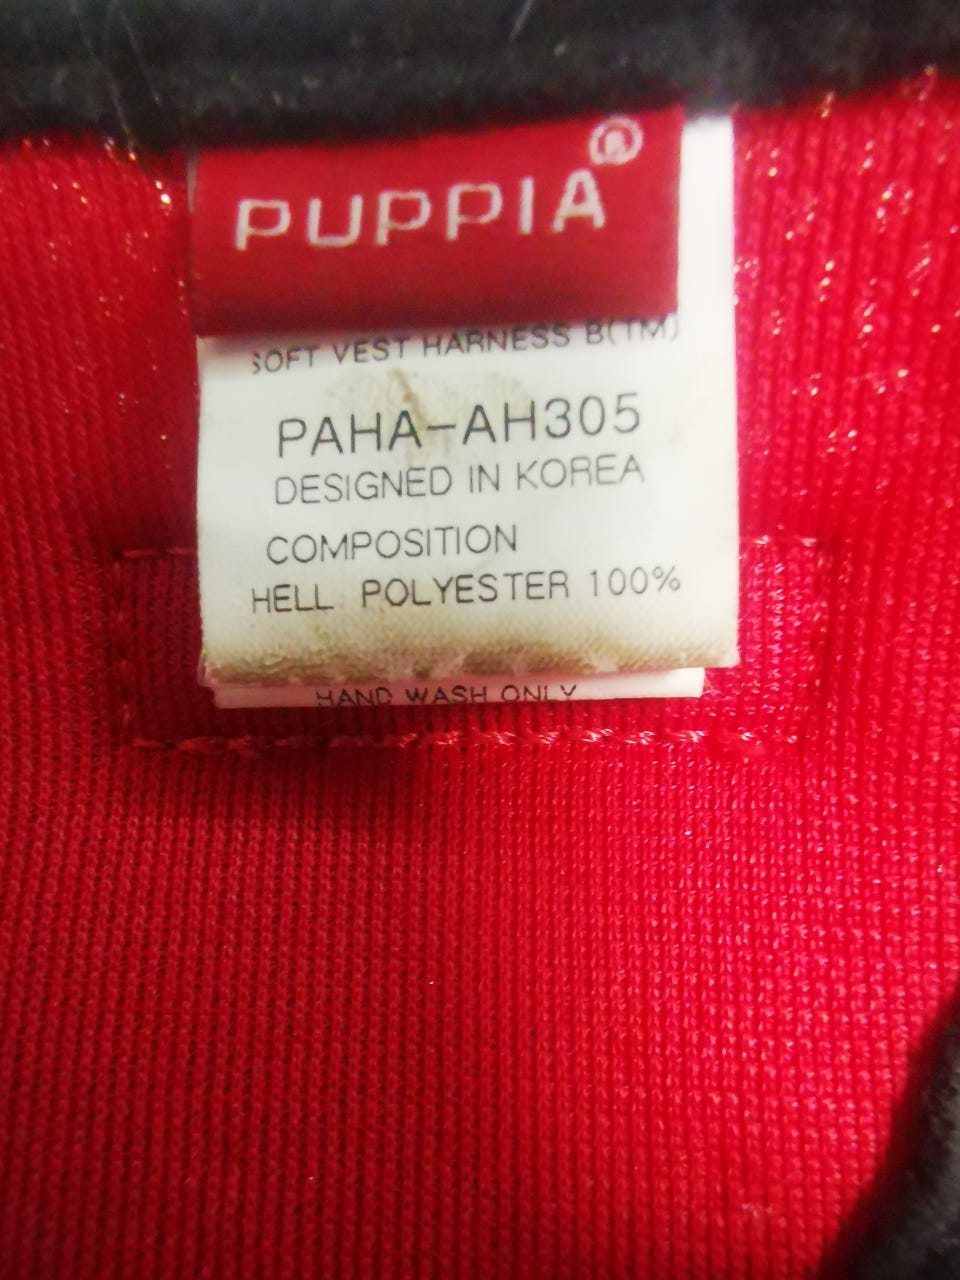 PUPPIA®
SOFT VEST HARNESS B(TM)
PAHA-AH305
DESIGNED IN KOREA
COMPOSITION
HELL POLYESTER 100%
HAND WASH ONLY